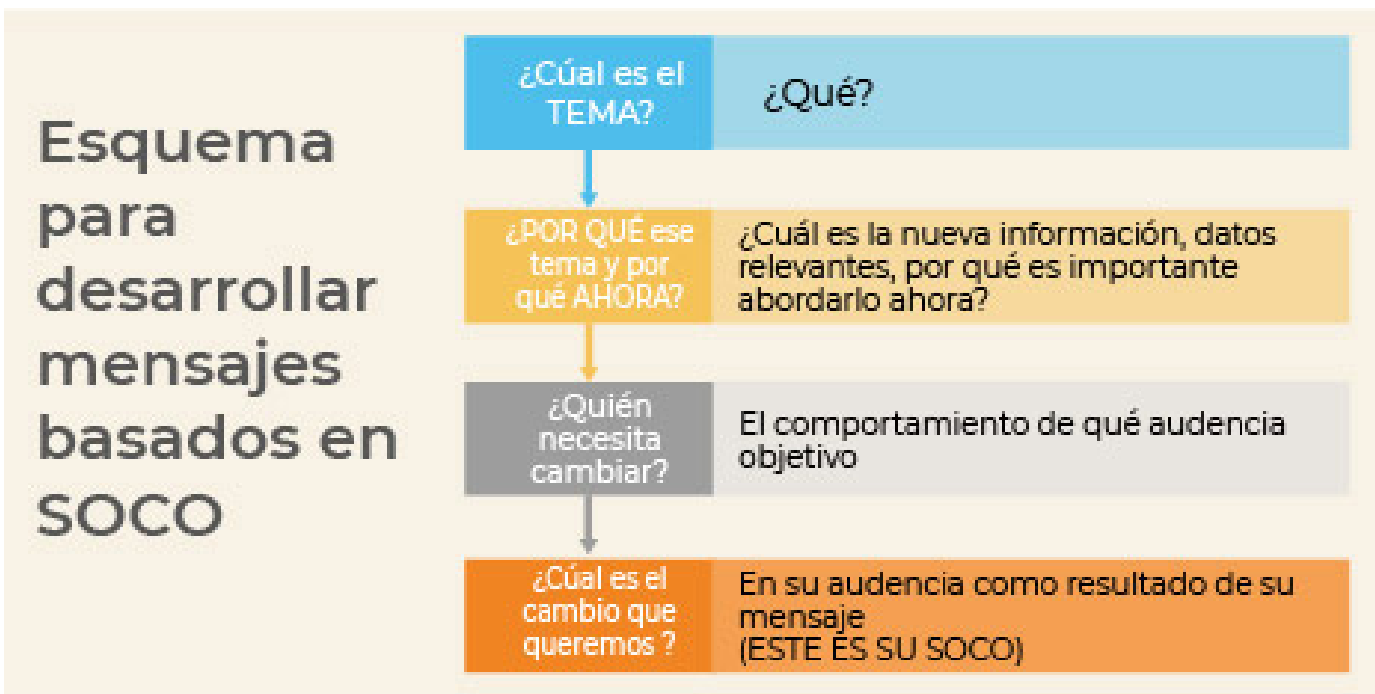 Esquema
para
desarrollar
mensajes
basados en
SOCO
¿Cúal es el
TEMA?
¿Qué?
¿POR QUÉ ese
tema y por
qué AHORA?
¿Cuál es la nueva información, datos
relevantes, por qué es importante
abordarlo ahora?
¿Quién
necesita
cambiar?
El comportamiento de qué audencia
objetivo
¿Cúal es el
cambio que
queremos ?
En su audencia como resultado de su
mensaje
(ESTE ES SU SOCO)